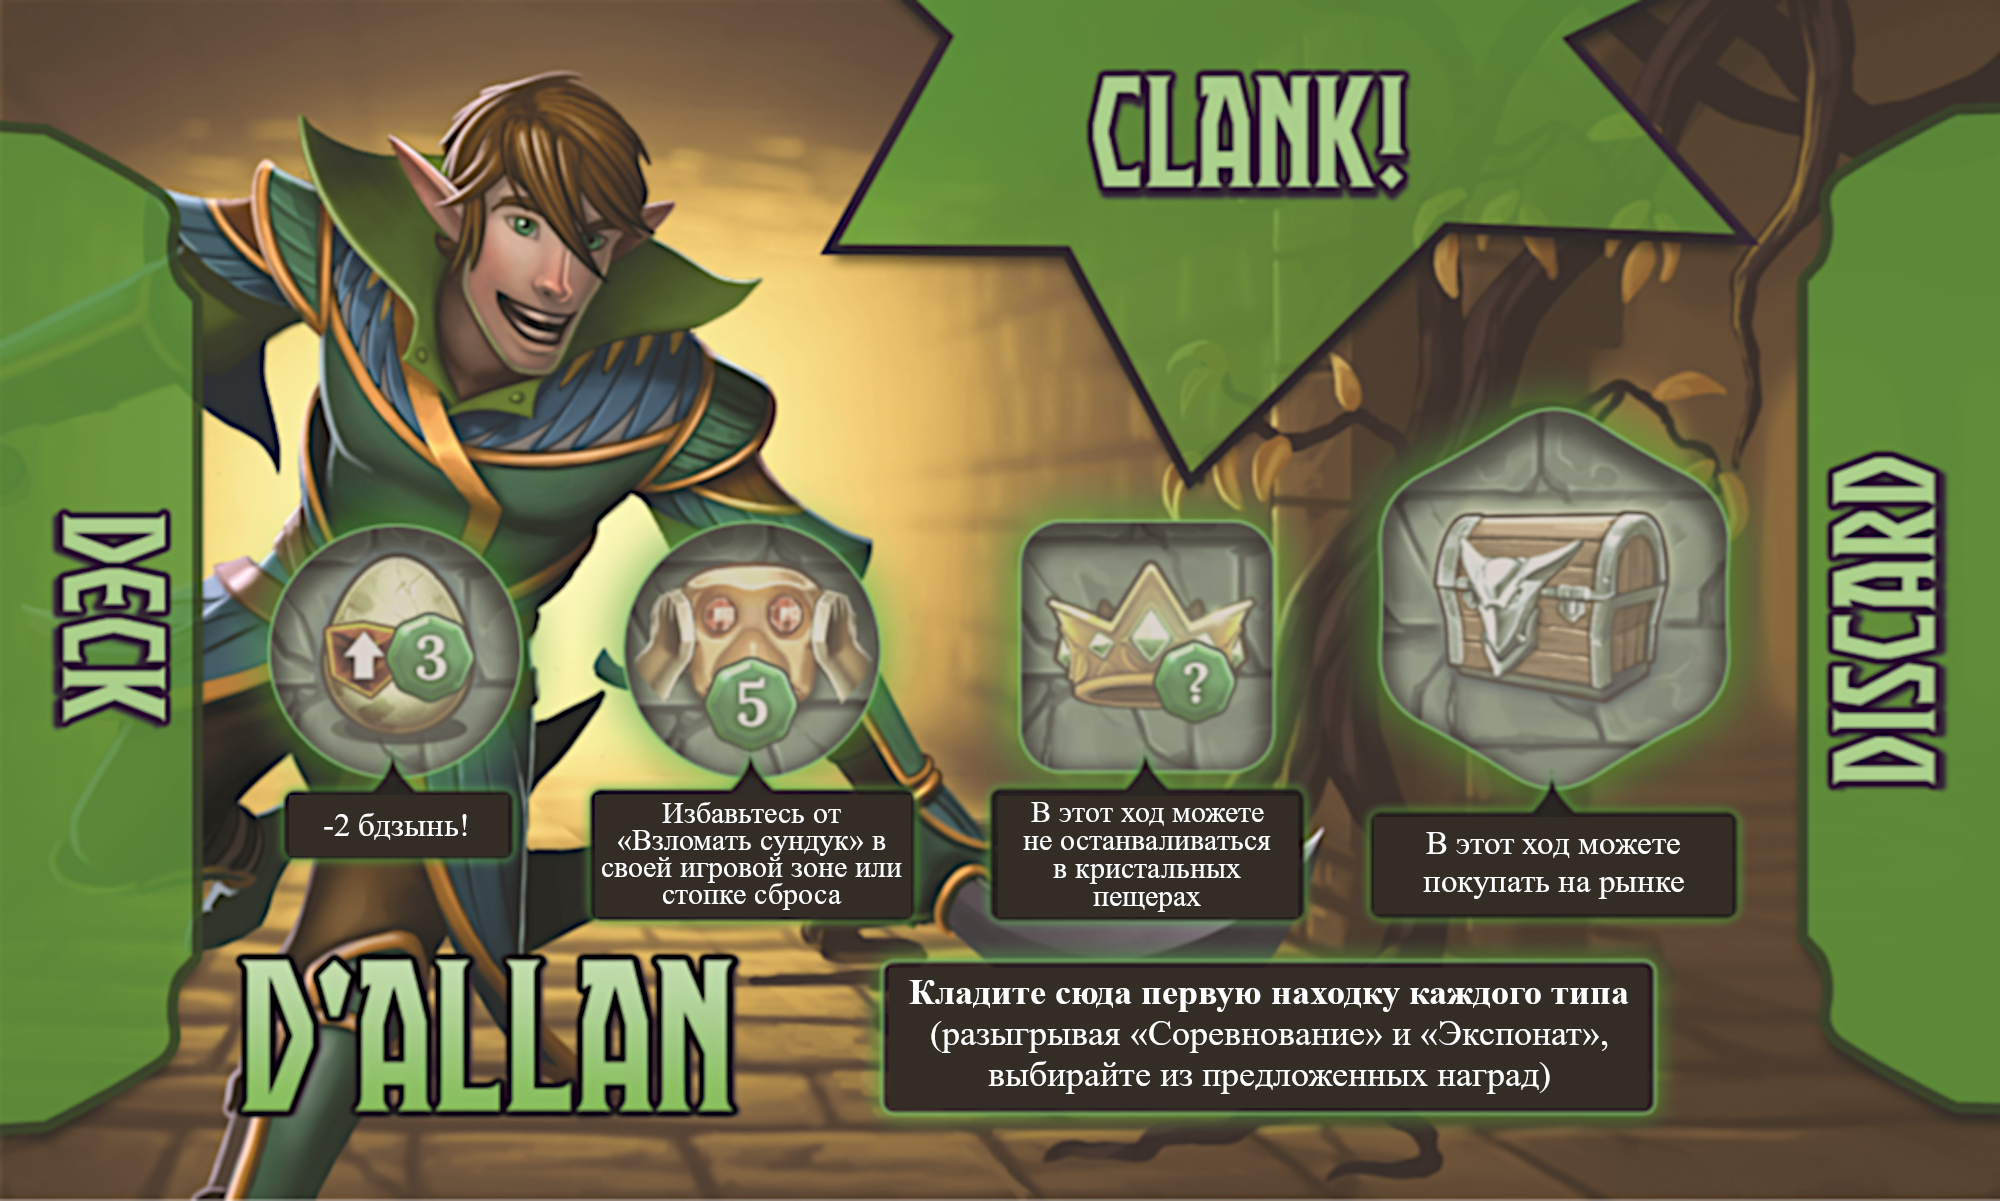 CLANK!
DECK
DISCARD
3
5
?
-2 бдзынь!
Избавьтесь от
«Взломать сундук» в
своей игровой зоне или
стопке сброса
В этот ход можете
не останваливаться
в кристальных
пещерах
В этот ход можете
покупать на рынке
D'ALLAN
Кладите сюда первую находку каждого типа
(разыгрывая «Соревнование» и «Экспонат»,
выбирайте из предложенных наград)